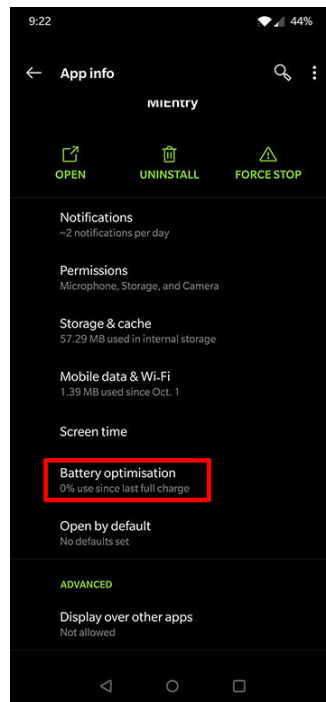 9:22 44%
App info
MIEntry
OPEN UNINSTALL FORCE STOP
Notifications
~2 notifications per day
Permissions
Microphone, Storage, and Camera
Storage & cache
57.29 MB used in internal storage
Mobile data & Wi-Fi
1.39 MB used since Oct. 1
Screen time
Battery optimisation
0% use since last full charge
Open by default
No defaults set
ADVANCED
Display over other apps
Not allowed